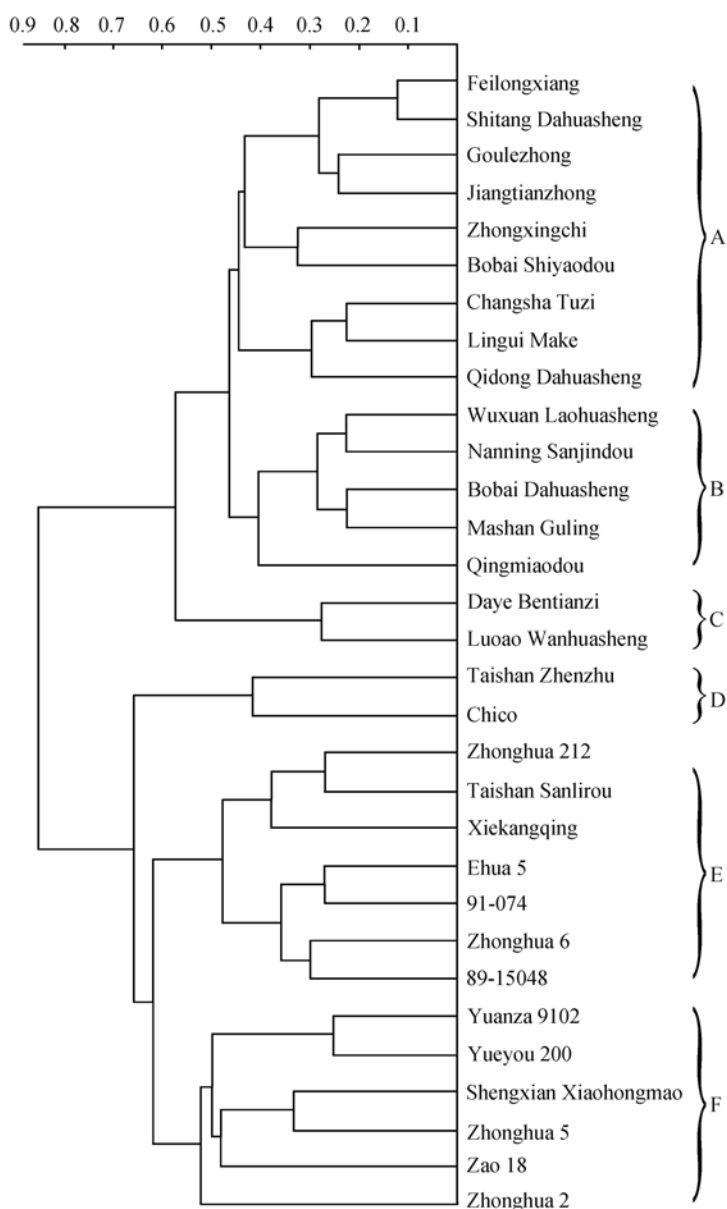 0.9 0.8 0.7 0.6 0.5 0.4 0.3 0.2 0.1
Feilongxiang
Shitang Dahuasheng
Goulezhong
Jiangtianzhong
Zhongxingchi
A
Bobai Shiyaodou
Changsha Tuzi
Lingui Make
Qidong Dahuasheng
Wuxuan Laohuasheng
Nanning Sanjindou
Bobai Dahuasheng
B
Mashan Guling
Qingmiaodou
Daye Bentianzi
C
Luoao Wanhuasheng
Taishan Zhenzhu
D
Chico
Zhonghua 212
Taishan Sanlirou
Xiekangqing
Ehua 5
E
91-074
Zhonghua 6
89-15048
Yuanza 9102
Yueyou 200
Shengxian Xiaohongmao
F
Zhonghua 5
Zao 18
Zhonghua 2